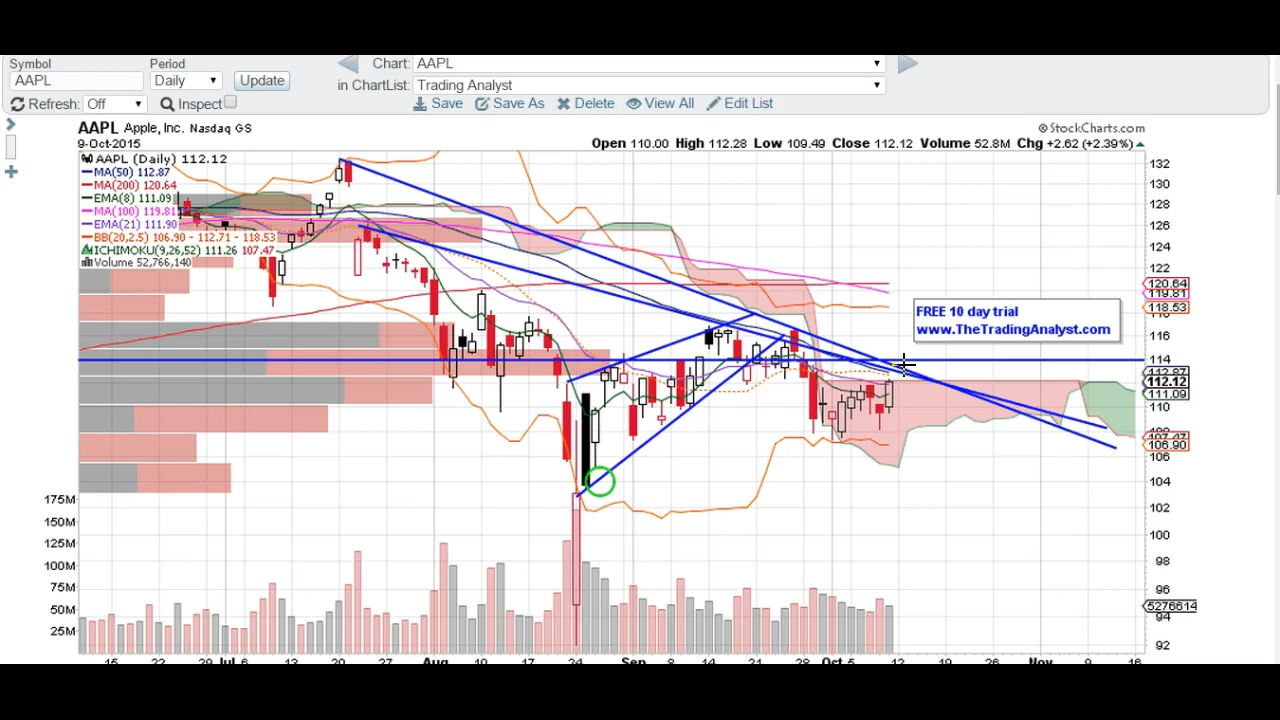 Symbol Period Chart: AAPL
AAPL Daily Update in ChartList: Trading Analyst
Refresh: Off Inspect Save Save As Delete View All Edit List
AAPL Apple, Inc. Nasdaq GS ©StockCharts.com
9-Oct-2015 Open 110.00 High 112.28 Low 109.49 Close 112.12 Volume 52.8M Chg +2.62 (+2.39%)
AAPL (Daily) 112.12
MA(50) 112.87
MA(200) 120.64
EMA(8) 111.09
MA(100) 119.81
EMA(21) 111.90
BB(20,2.5) 106.90 - 112.71 - 118.53
ICHIMOKU(9,26,52) 111.26 107.47
Volume 52,766,140
132
130
128
126
124
122
120.64
119.81
118.53
116
114
112.87
112.12
111.09
110
107.47
106.90
106
104
102
100
98
96
5276614
94
92
FREE 10 day trial
www.TheTradingAnalyst.com
175M
150M
125M
100M
75M
50M
25M
15 22 29 Jul 13 20 Aug 10 17 24 Sep 8 14 21 28 Oct 5 12 19 26 Nov 9 16